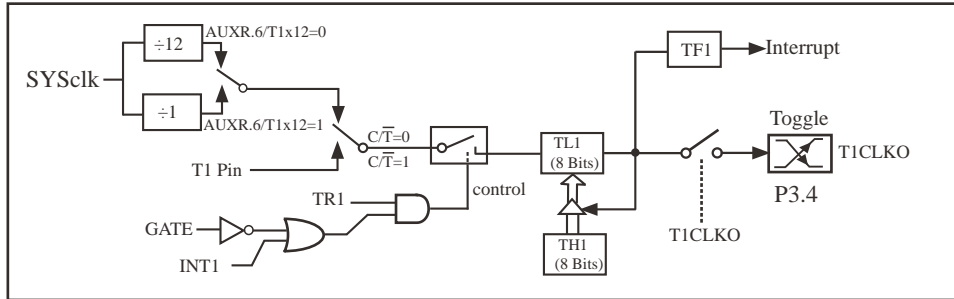 AUXR.6/T1x12=0
÷12
SYSclk
÷1
AUXR.6/T1x12=1
T1 Pin
C/T̅=0
C/T̅=1
control
TR1
GATE
INT1
TL1
(8 Bits)
TH1
(8 Bits)
TF1
Interrupt
Toggle
T1CLKO
P3.4
T1CLKO